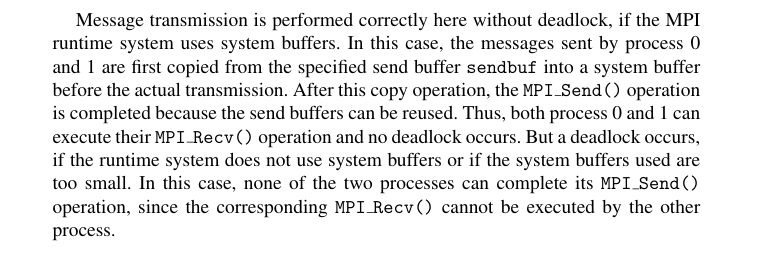 Message transmission is performed correctly here without deadlock, if the MPI
runtime system uses system buffers. In this case, the messages sent by process 0
and 1 are first copied from the specified send buffer sendbuf into a system buffer
before the actual transmission. After this copy operation, the MPI_Send() operation
is completed because the send buffers can be reused. Thus, both process 0 and 1 can
execute their MPI_Recv() operation and no deadlock occurs. But a deadlock occurs,
if the runtime system does not use system buffers or if the system buffers used are
too small. In this case, none of the two processes can complete its MPI_Send()
operation, since the corresponding MPI_Recv() cannot be executed by the other
process.